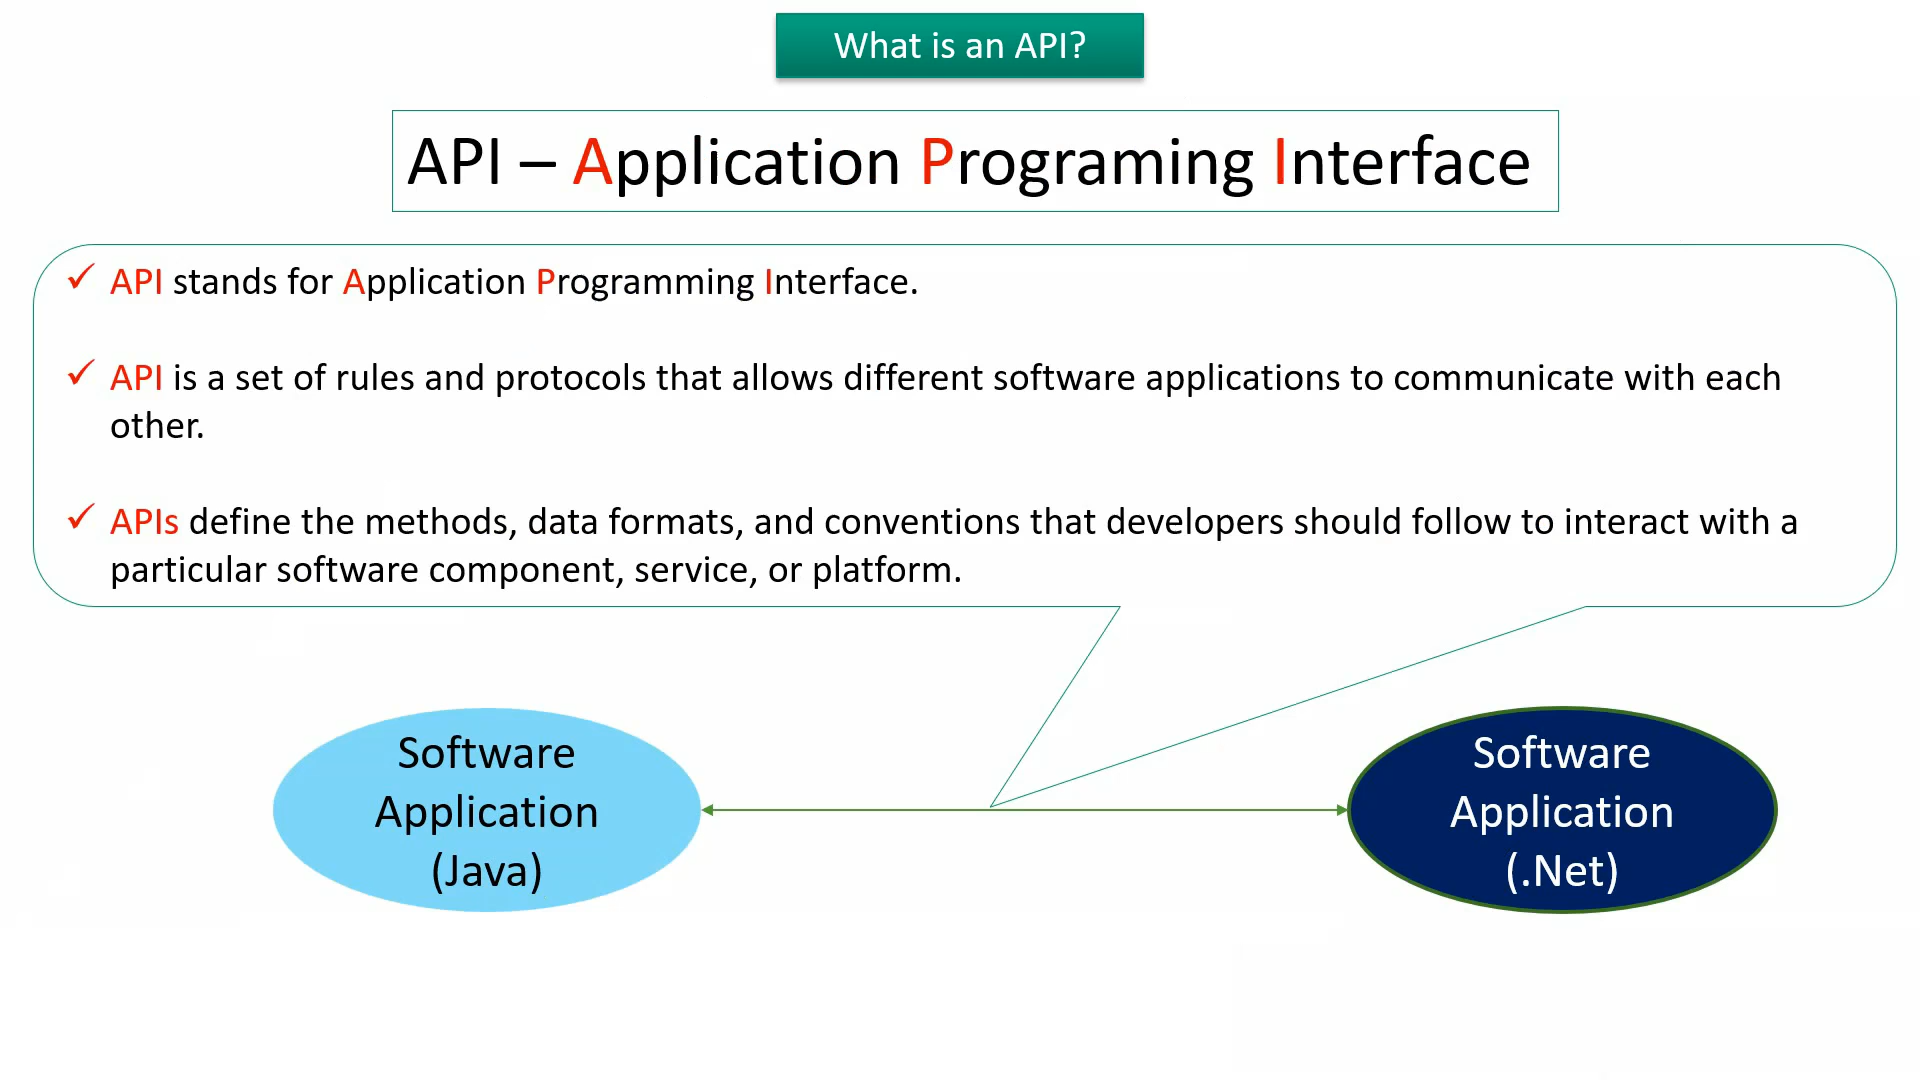 What is an API?
API – Application Programing Interface
✓ API stands for Application Programming Interface.
✓ API is a set of rules and protocols that allows different software applications to communicate with each
other.
✓ APIs define the methods, data formats, and conventions that developers should follow to interact with a
particular software component, service, or platform.
Software
Application
(Java)
Software
Application
(.Net)